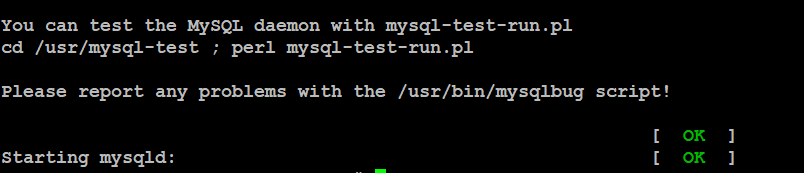 You can test the MySQL daemon with mysql-test-run.pl
cd /usr/mysql-test ; perl mysql-test-run.pl
Please report any problems with the /usr/bin/mysqlbug script!
[ OK ]
Starting mysqld: [ OK ]